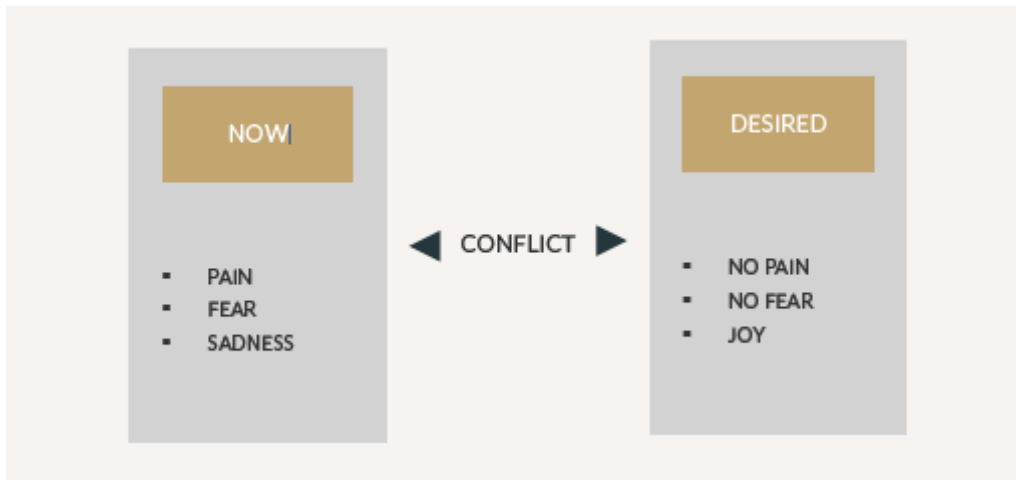 NOW
PAIN
FEAR
SADNESS
CONFLICT
DESIRED
NO PAIN
NO FEAR
JOY